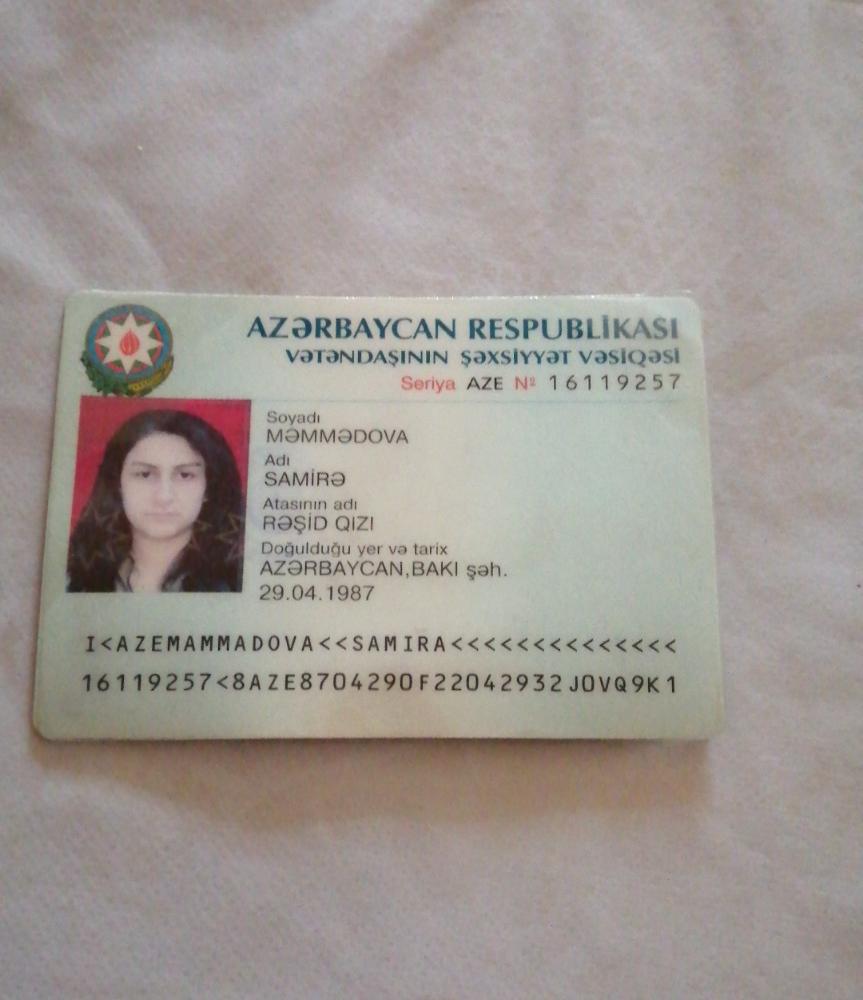 AZƏRBAYCAN RESPUBLİKASI
VƏTƏNDAŞININ ŞƏXSİYYƏT VƏSİQƏSİ
Seriya AZE № 16119257
Soyadı
MƏMMƏDOVA
Adı
SAMİRƏ
Atasının adı
RƏŞİD QIZI
Doğulduğu yer və tarix
AZƏRBAYCAN,BAKI şəh.
29.04.1987
I<AZEMAMMADOVA<<SAMIRA<<<<<<<<<<<<<<
16119257<8AZE8704290F22042932JOVQ9K1